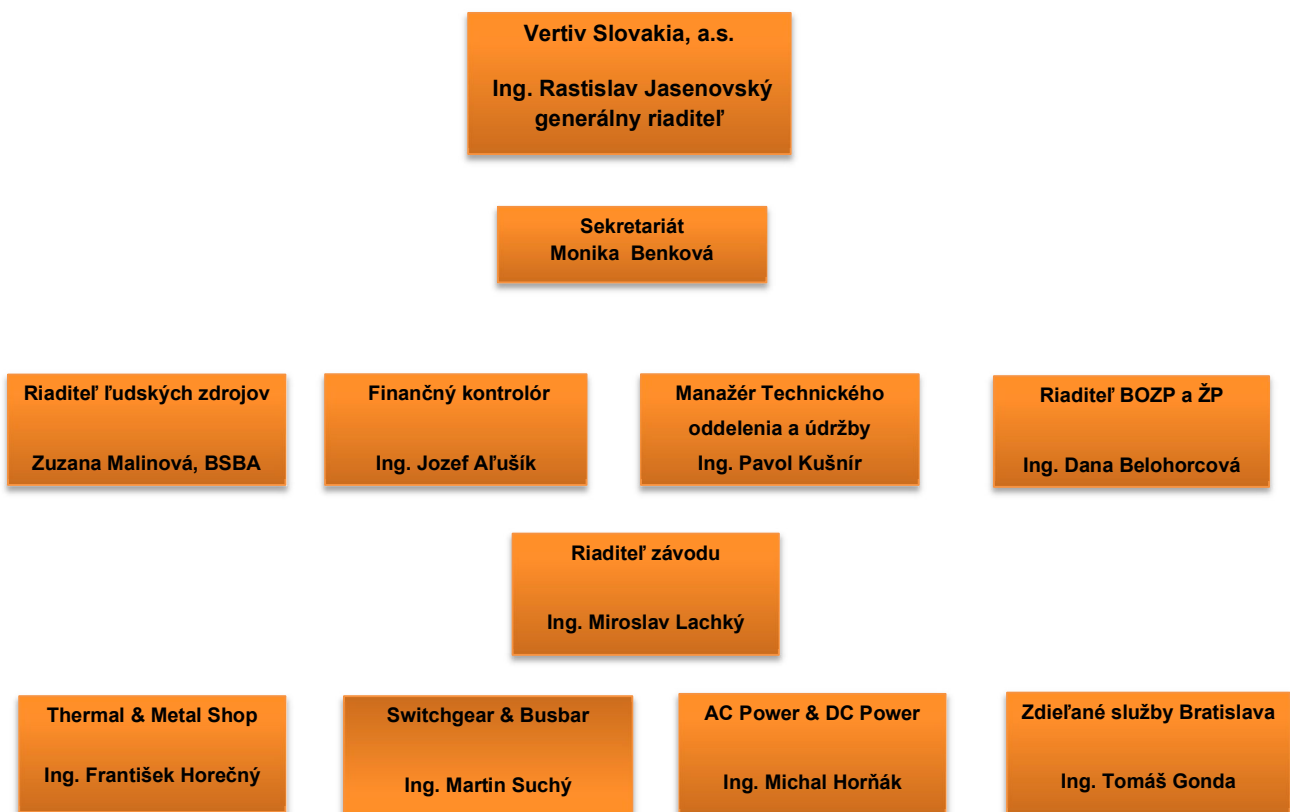 Vertiv Slovakia, a.s.
Ing. Rastislav Jasenovský
generálny riaditeľ
Sekretariát
Monika Benková
Riaditeľ ľudských zdrojov
Zuzana Malinová, BSBA
Finančný kontrolór
Ing. Jozef Aľušík
Manažér Technického
oddelenia a údržby
Ing. Pavol Kušnír
Riaditeľ BOZP a ŽP
Ing. Dana Belohorcová
Riaditeľ závodu
Ing. Miroslav Lachký
Thermal & Metal Shop
Ing. František Horečný
Switchgear & Busbar
Ing. Martin Suchý
AC Power & DC Power
Ing. Michal Horňák
Zdieľané služby Bratislava
Ing. Tomáš Gonda